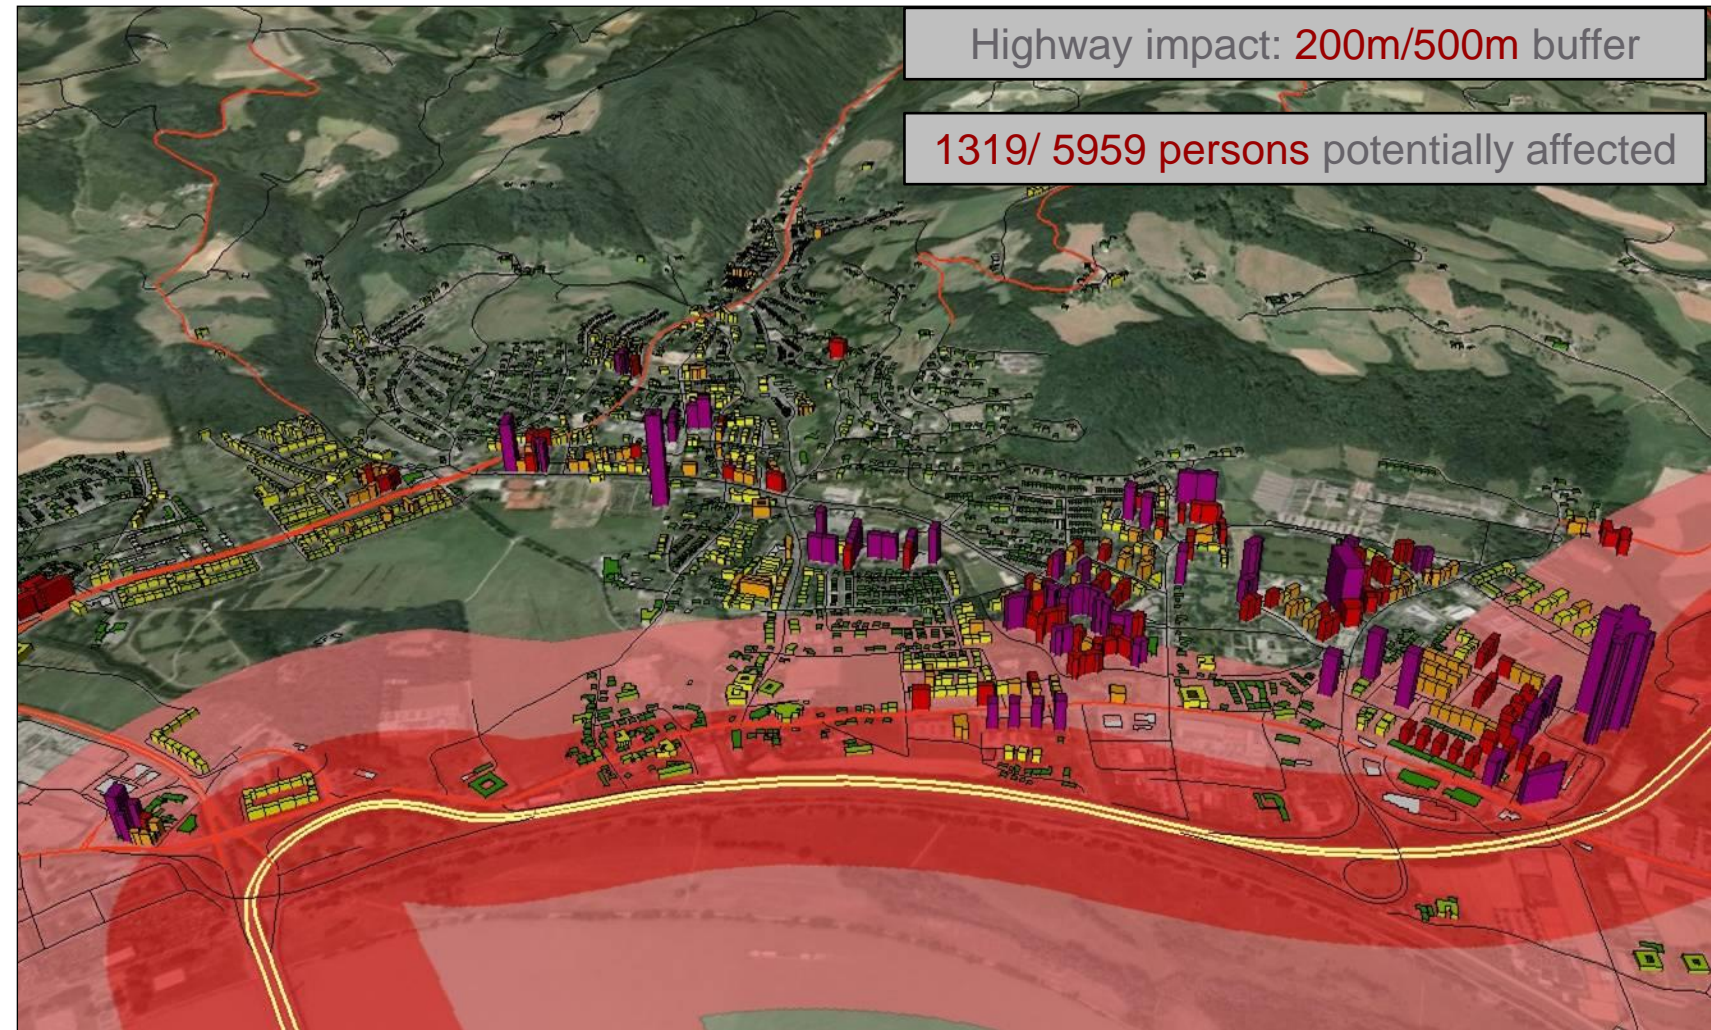 Highway impact: 200m/500m buffer
1319/ 5959 persons potentially affected